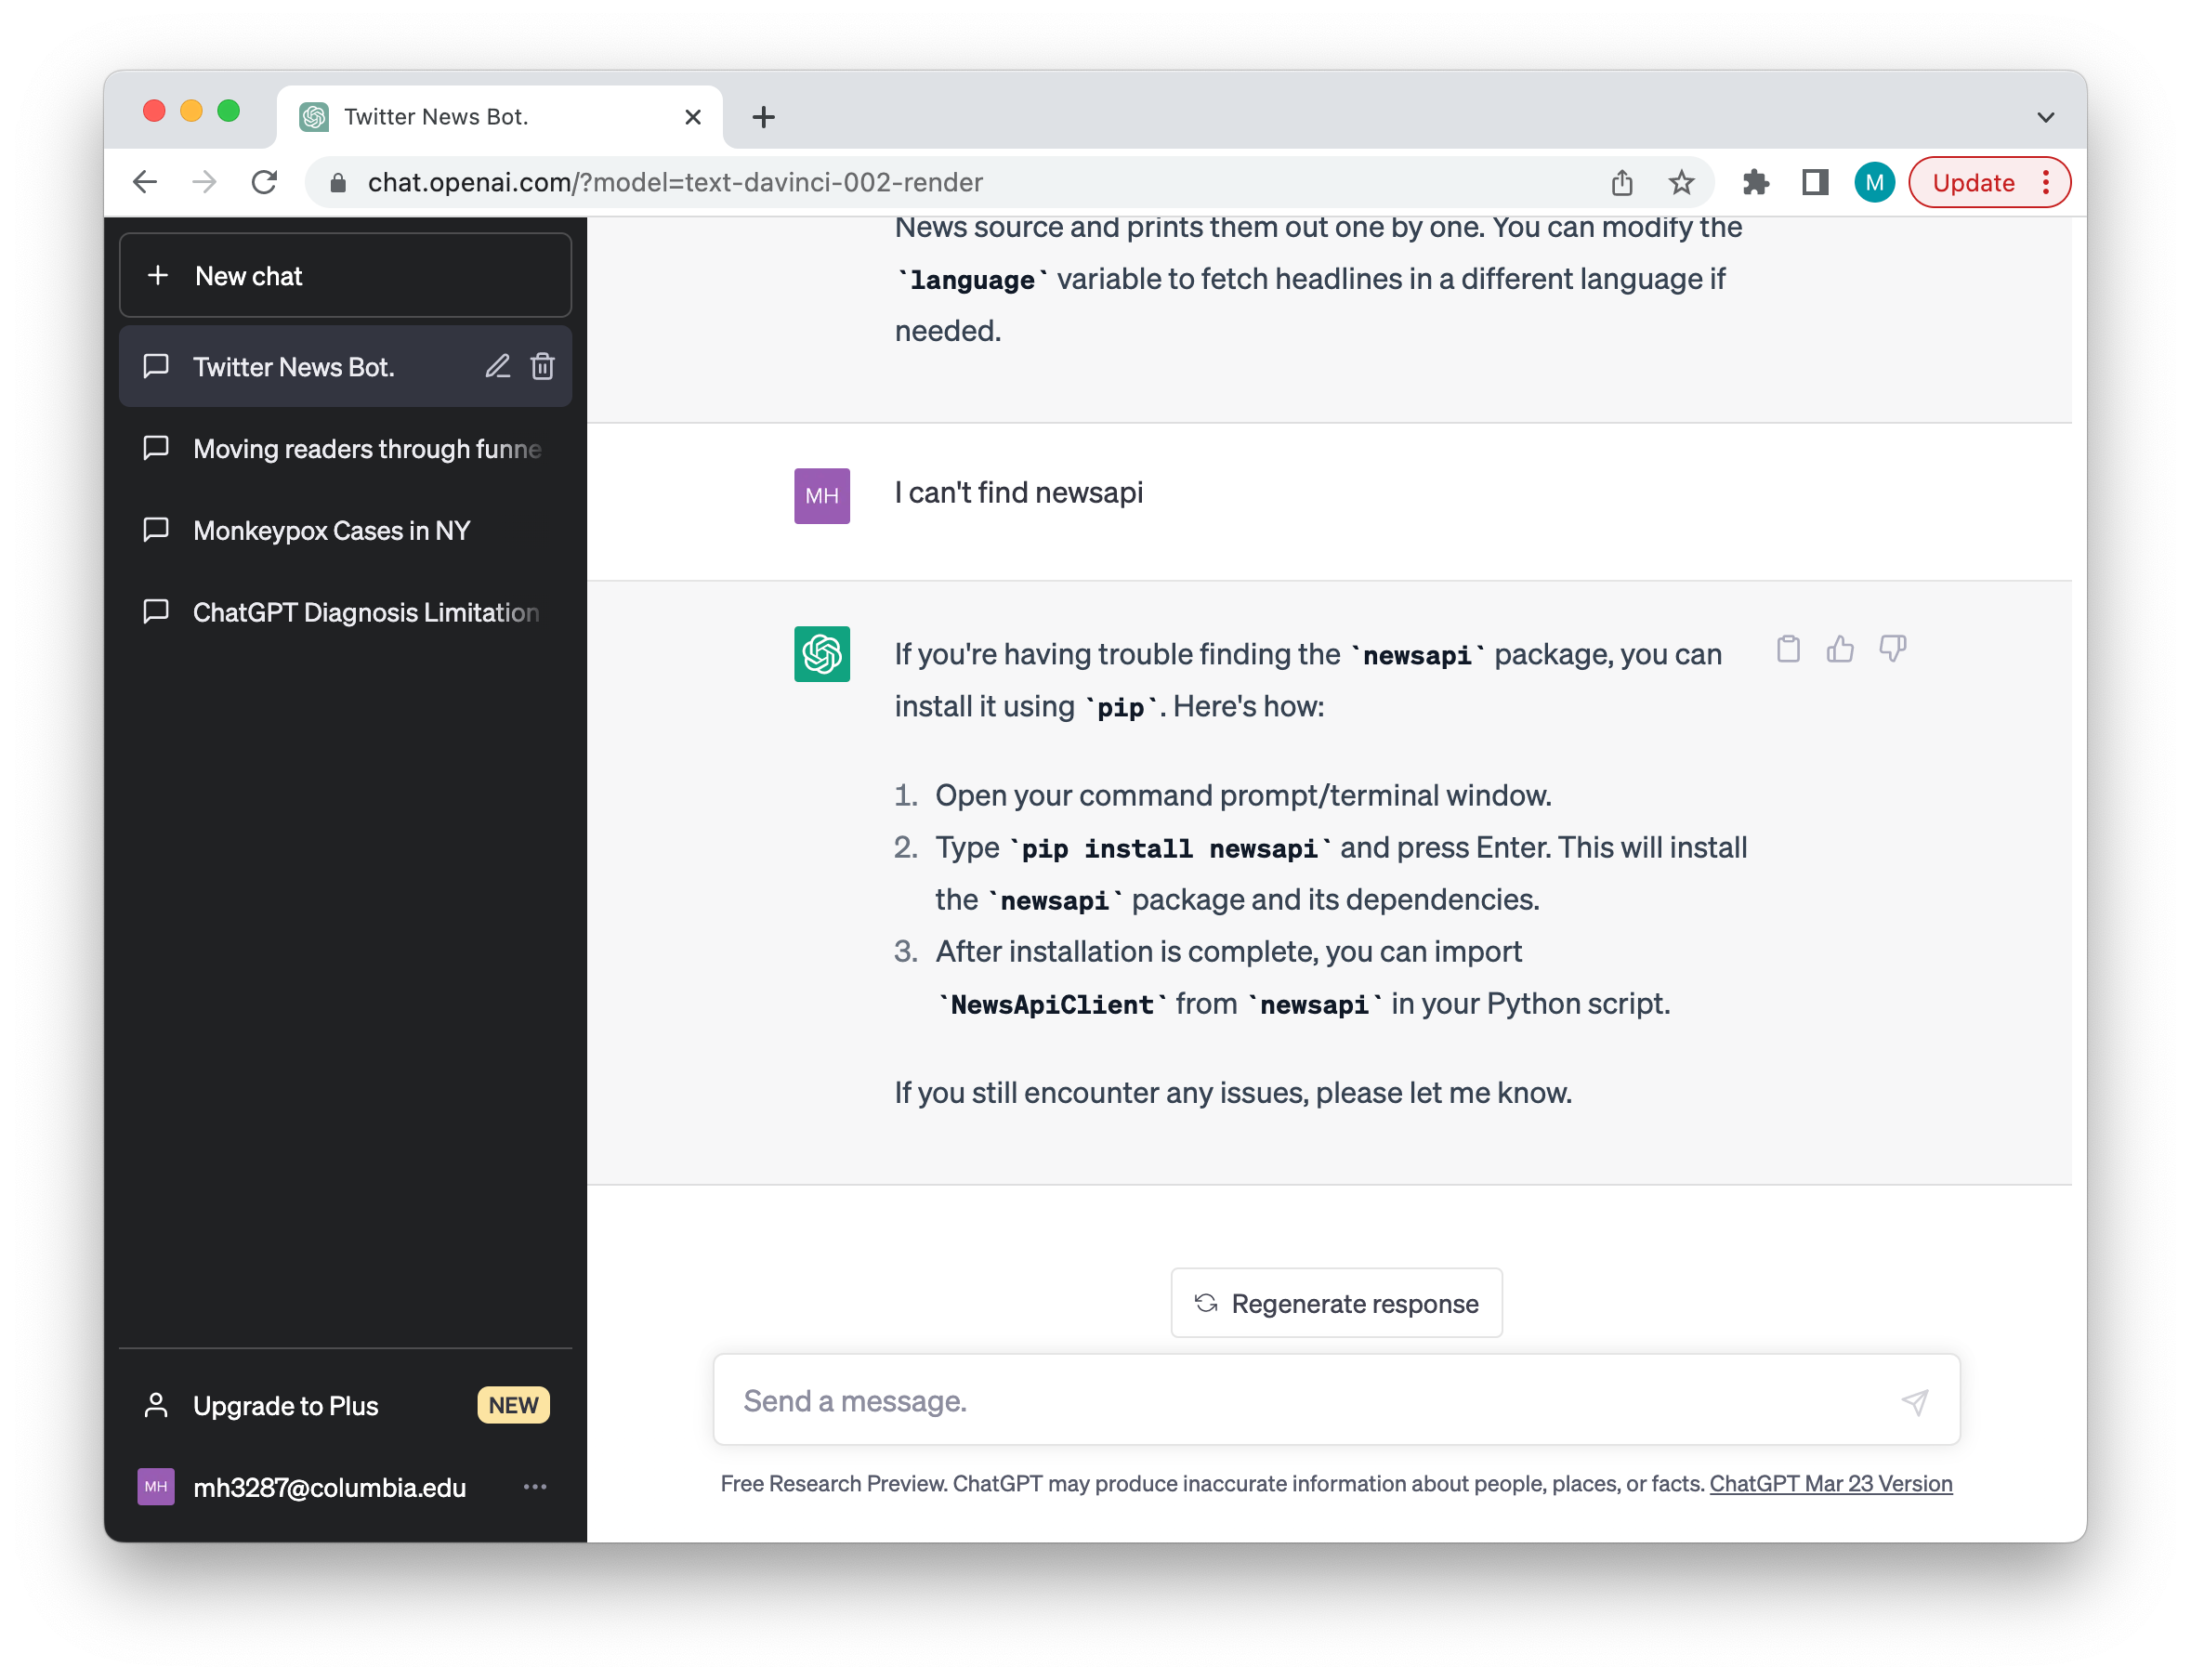 Twitter News Bot.
chat.openai.com/?model=text-davinci-002-render
M
Update
New chat
Twitter News Bot.
Moving readers through funne
Monkeypox Cases in NY
ChatGPT Diagnosis Limitation
Upgrade to Plus
NEW
MH
mh3287@columbia.edu
News source and prints them out one by one. You can modify the
`language` variable to fetch headlines in a different language if
needed.
MH
I can't find newsapi
If you're having trouble finding the `newsapi` package, you can
install it using `pip`. Here's how:
1. Open your command prompt/terminal window.
2. Type `pip install newsapi` and press Enter. This will install
the `newsapi` package and its dependencies.
3. After installation is complete, you can import
`NewsApiClient` from `newsapi` in your Python script.
If you still encounter any issues, please let me know.
Regenerate response
Send a message.
Free Research Preview. ChatGPT may produce inaccurate information about people, places, or facts. ChatGPT Mar 23 Version